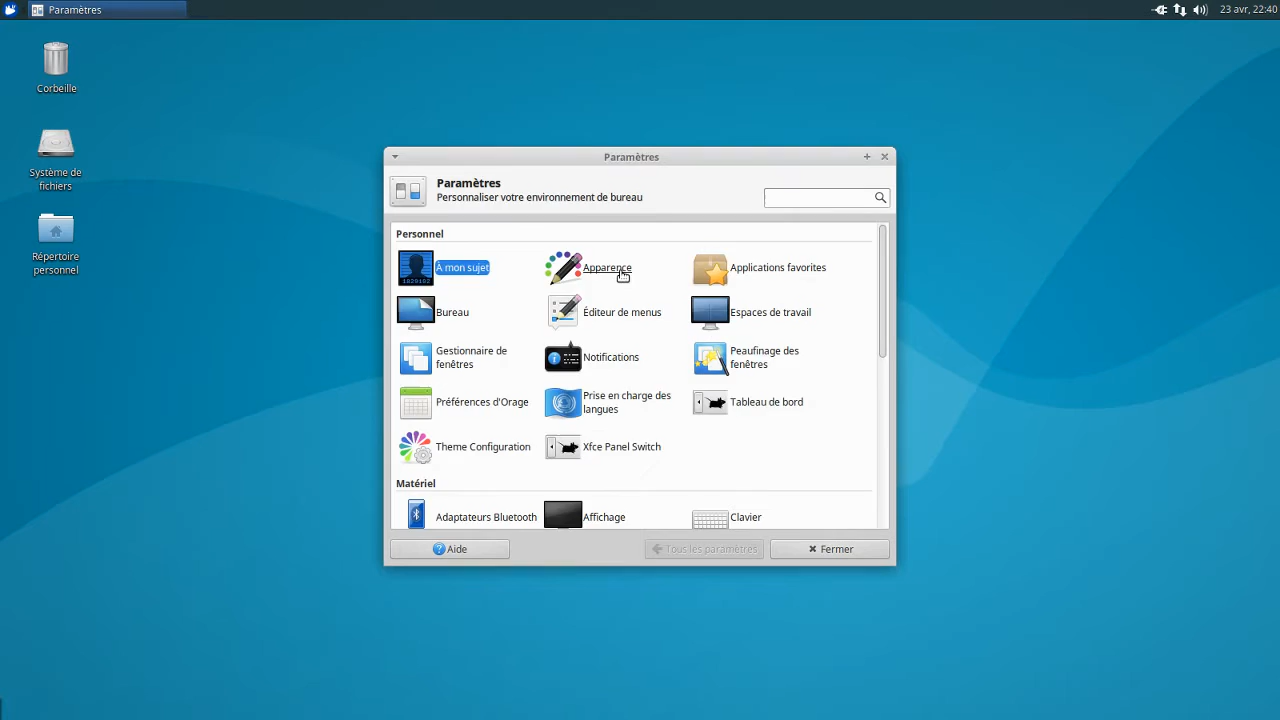 Paramètres
23 avr, 22:40
Corbeille
Système de
fichiers
Répertoire
personnel
Paramètres
Paramètres
Personnaliser votre environnement de bureau
Personnel
À mon sujet
1829182
Apparence
Applications favorites
Bureau
Éditeur de menus
Espaces de travail
Gestionnaire de
fenêtres
Notifications
Peaufinage des
fenêtres
Préférences d'Orage
Prise en charge des
langues
Tableau de bord
Theme Configuration
Xfce Panel Switch
Matériel
Adaptateurs Bluetooth
Affichage
Clavier
Aide
Tous les paramètres
Fermer